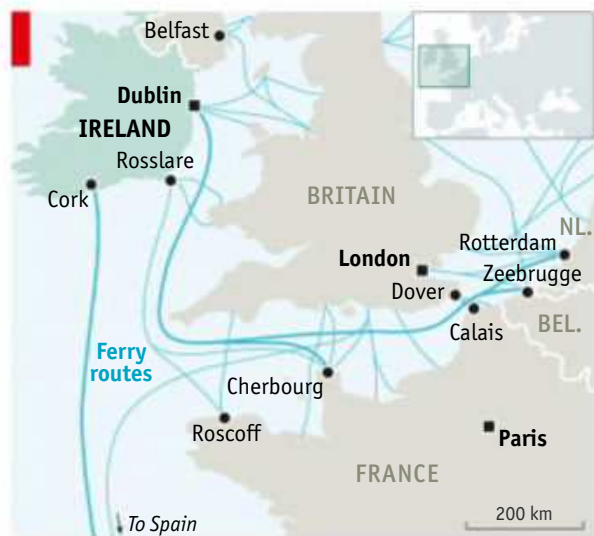 Belfast
Dublin
IRELAND
Rosslare
Cork
BRITAIN
NL.
London
Rotterdam
Zeebrugge
Dover
Calais
BEL.
Ferry
routes
Cherbourg
Roscoff
Paris
FRANCE
To Spain
200 km